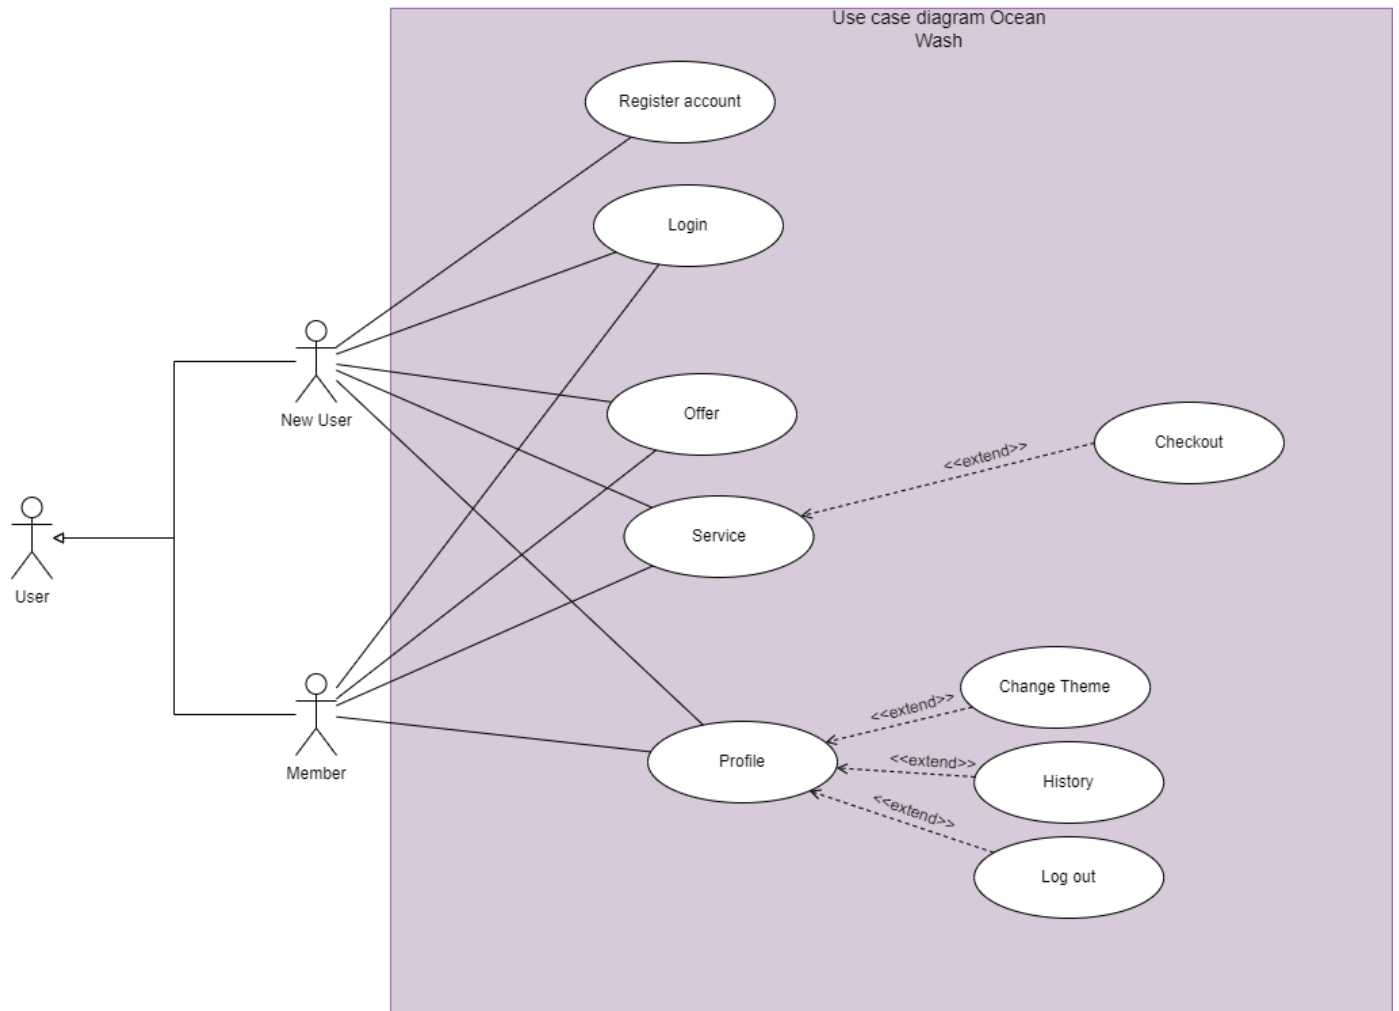 Use case diagram Ocean
Wash
Register account
Login
New User
Offer
<<extend>>
Checkout
Service
User
Member
Profile
<<extend>>
Change Theme
<<extend>>
History
<<extend>>
Log out